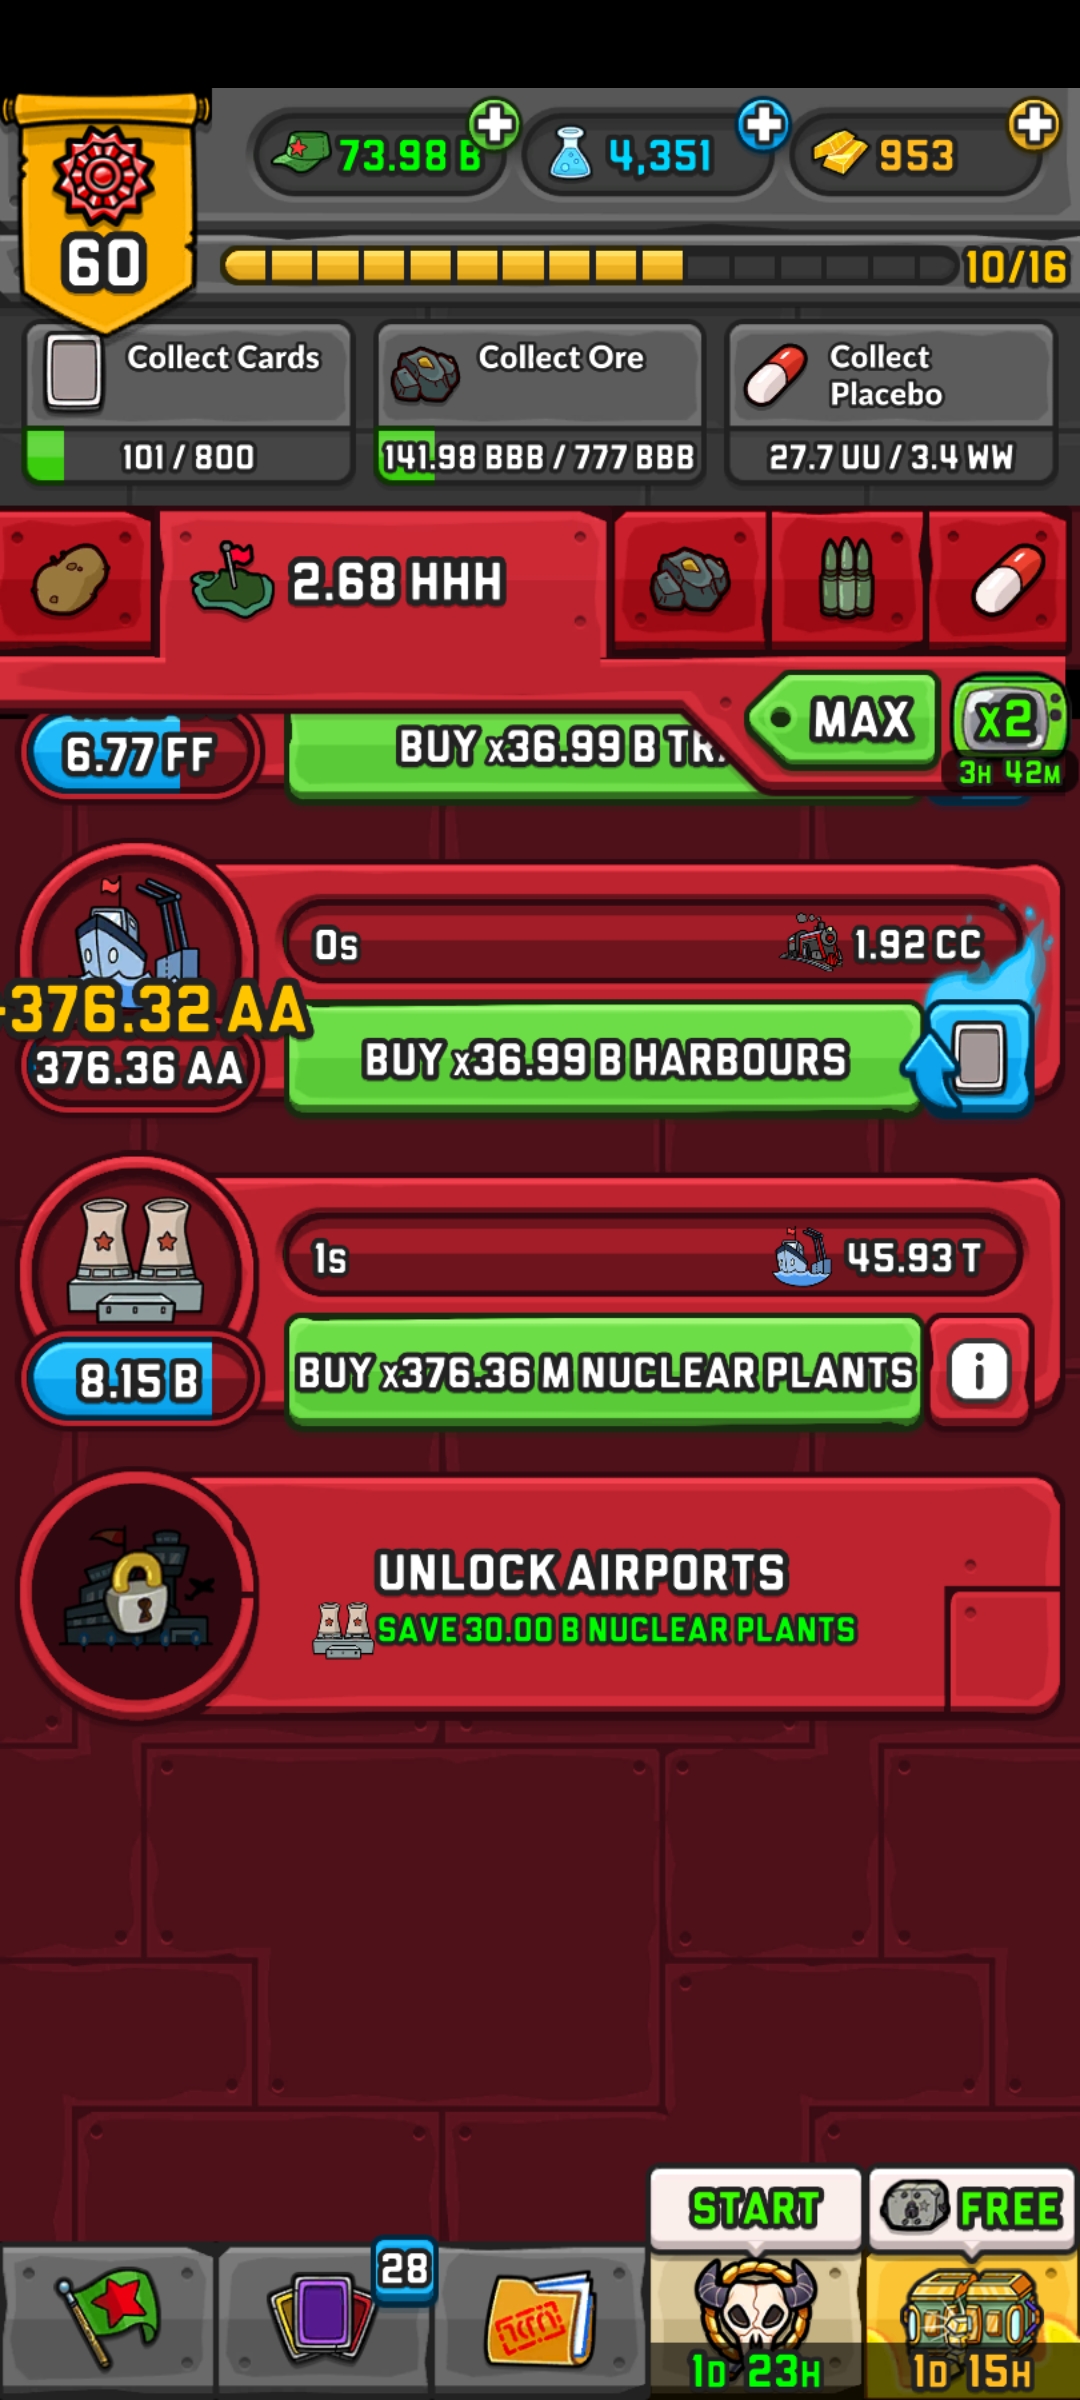 73.98 B
4,351
953
60
10/16
Collect Cards
101 / 800
Collect Ore
141.98 BBB / 777 BBB
Collect
Placebo
27.7 UU / 3.4 WW
2.68 HHH
MAX
x2
3H 42M
6.77 FF
BUY x36.99 B
0s
1.92 CC
-376.32 AA
376.36 AA
BUY x36.99 B HARBOURS
1s
45.93 T
8.15 B
BUY x376.36 M NUCLEAR PLANTS
i
UNLOCK AIRPORTS
SAVE 30.00 B NUCLEAR PLANTS
START
FREE
28
1D 23H
1D 15H